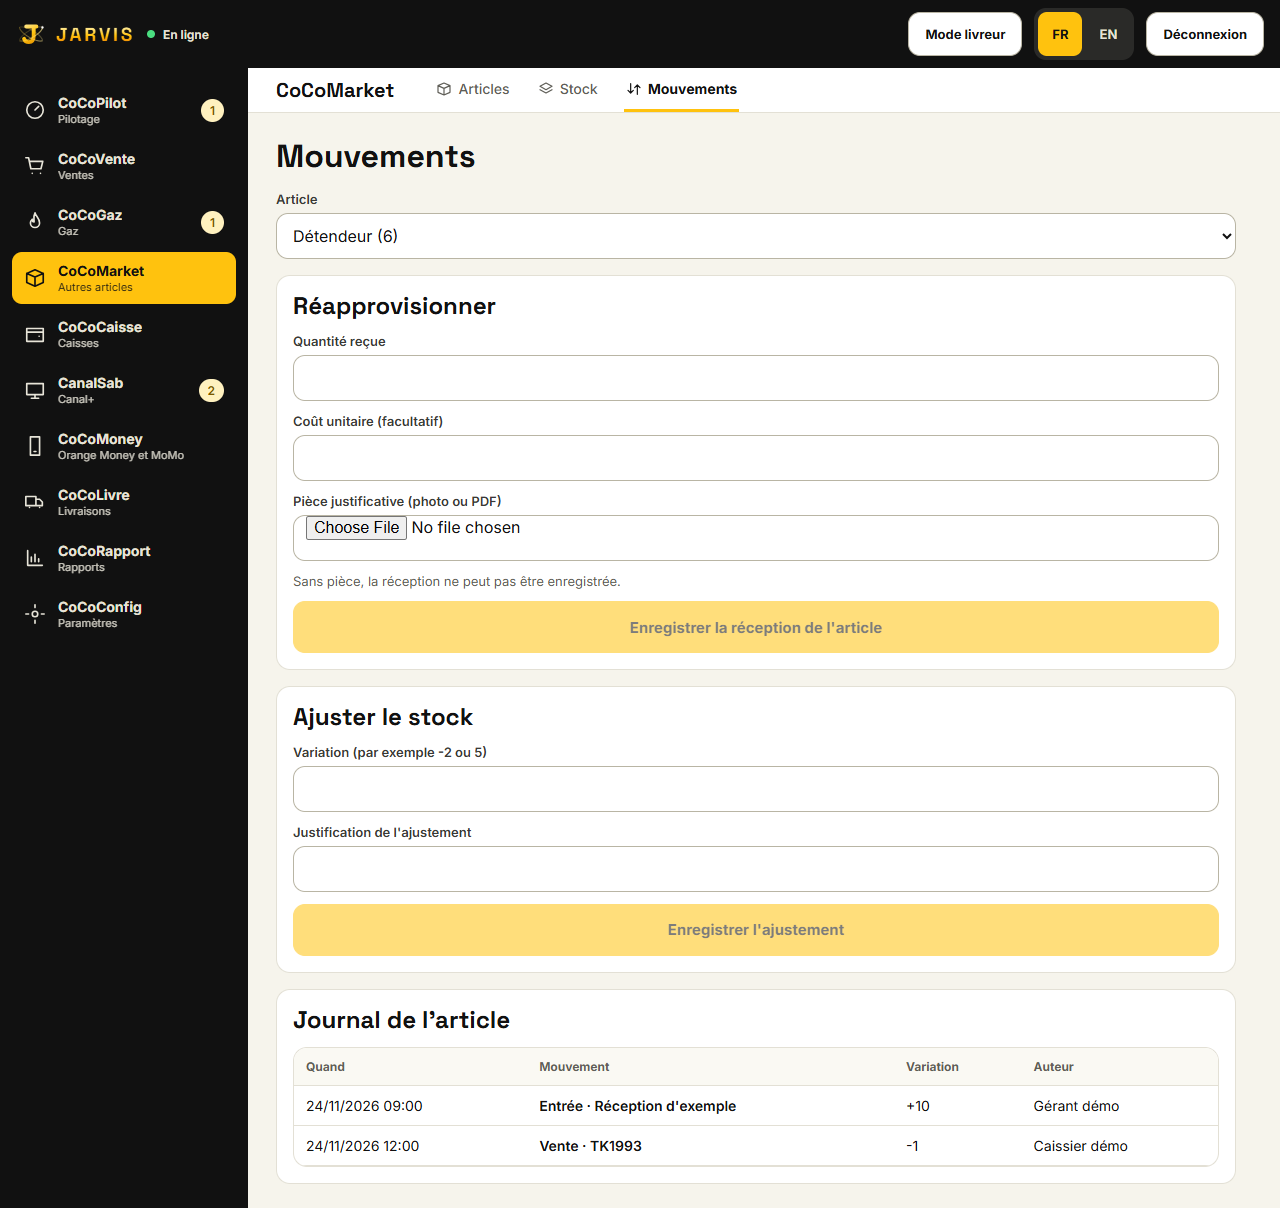 JARVIS
En ligne
Mode livreur
FR
EN
Déconnexion
CoCoPilot
Pilotage
1
CoCoVente
Ventes
CoCoGaz
Gaz
1
CoCoMarket
Autres articles
CoCoCaisse
Caisses
CanalSab
Canal+
2
CoCoMoney
Orange Money et MoMo
CoCoLivre
Livraisons
CoCoRapport
Rapports
CoCoConfig
Paramètres
CoCoMarket
Articles
Stock
Mouvements
Mouvements
Article
Détendeur (6)
Réapprovisionner
Quantité reçue
Coût unitaire (facultatif)
Pièce justificative (photo ou PDF)
Choose File No file chosen
Sans pièce, la réception ne peut pas être enregistrée.
Enregistrer la réception de l'article
Ajuster le stock
Variation (par exemple -2 ou 5)
Justification de l'ajustement
Enregistrer l'ajustement
Journal de l'article
Quand Mouvement Variation Auteur
24/11/2026 09:00 Entrée · Réception d'exemple +10 Gérant démo
24/11/2026 12:00 Vente · TK1993 -1 Caissier démo